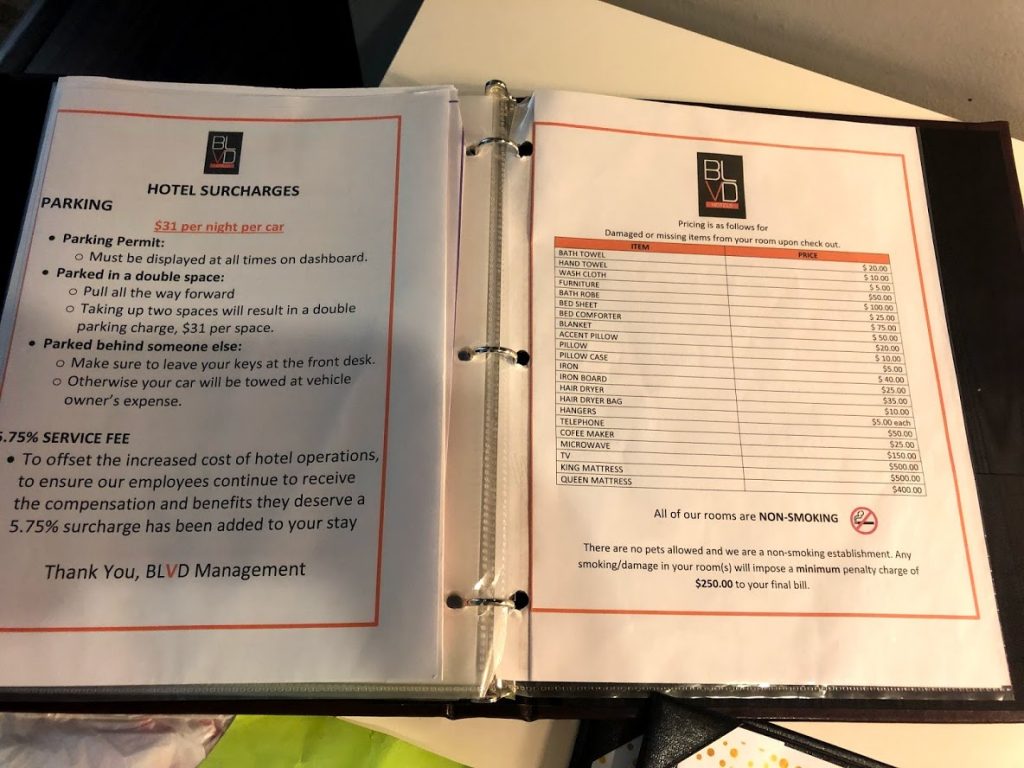 BL
VD
HOTEL SURCHARGES
PARKING
$31 per night per car
• Parking Permit:
o Must be displayed at all times on dashboard.
• Parked in a double space:
o Pull all the way forward
o Taking up two spaces will result in a double
parking charge, $31 per space.
• Parked behind someone else:
o Make sure to leave your keys at the front desk.
o Otherwise your car will be towed at vehicle
owner's expense.
5.75% SERVICE FEE
• To offset the increased cost of hotel operations,
to ensure our employees continue to receive
the compensation and benefits they deserve a
5.75% surcharge has been added to your stay
Thank You, BLVD Management
BL
VD
HOTELS
Pricing is as follows for
Damaged or missing items from your room upon check out.
ITEM PRICE
BATH TOWEL $ 20.00
HAND TOWEL $ 10.00
WASH CLOTH $ 5.00
FURNITURE $50.00
BATH ROBE $ 100.00
BED SHEET $ 25.00
BED COMFORTER $ 75.00
BLANKET $ 50.00
ACCENT PILLOW $20.00
PILLOW $ 10.00
PILLOW CASE $5.00
IRON $ 40.00
IRON BOARD $25.00
HAIR DRYER $35.00
HAIR DRYER BAG $10.00
HANGERS $5.00 each
TELEPHONE $50.00
COFEE MAKER $25.00
MICROWAVE $150.00
TV $500.00
KING MATTRESS $500.00
QUEEN MATTRESS $400.00
All of our rooms are NON-SMOKING
There are no pets allowed and we are a non-smoking establishment. Any
smoking/damage in your room(s) will impose a minimum penalty charge of
$250.00 to your final bill.